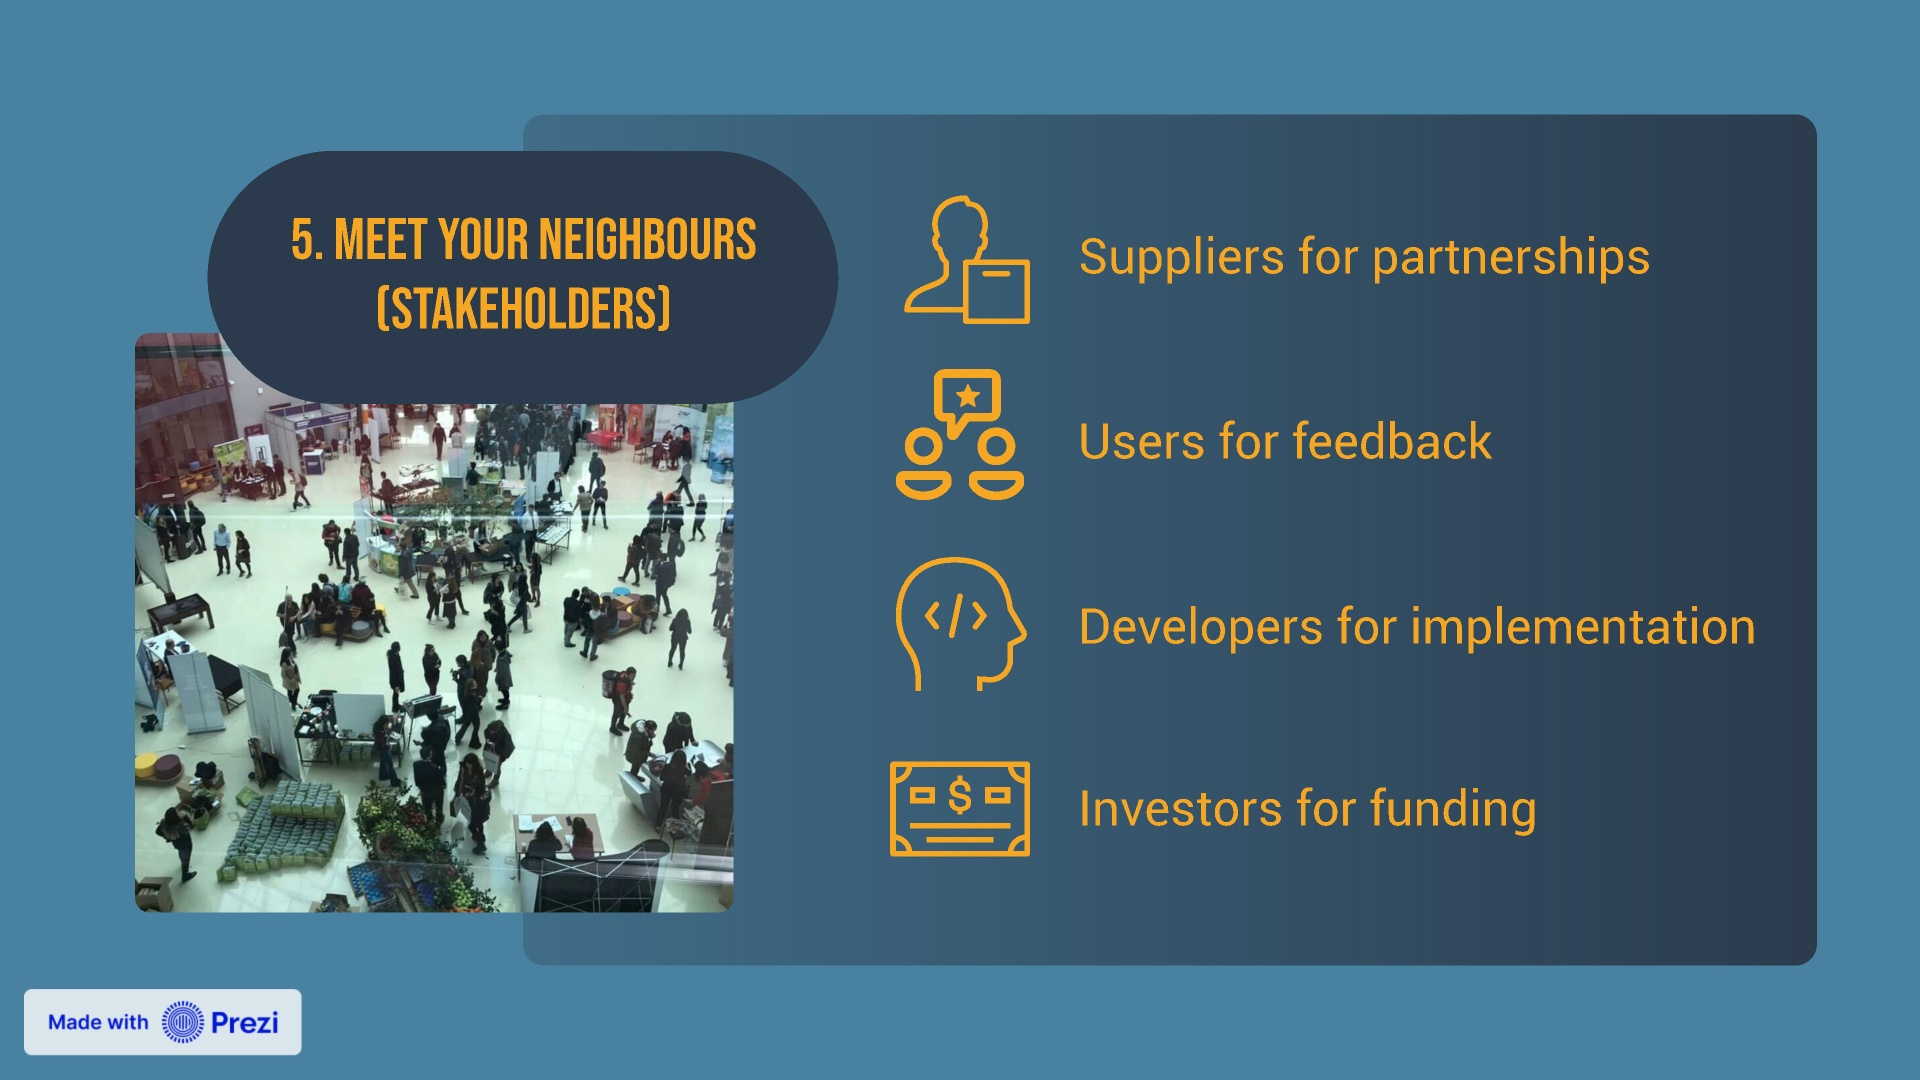 5. MEET YOUR NEIGHBOURS
(STAKEHOLDERS)
Suppliers for partnerships
Users for feedback
</>
Developers for implementation
$
Investors for funding
Made with Prezi